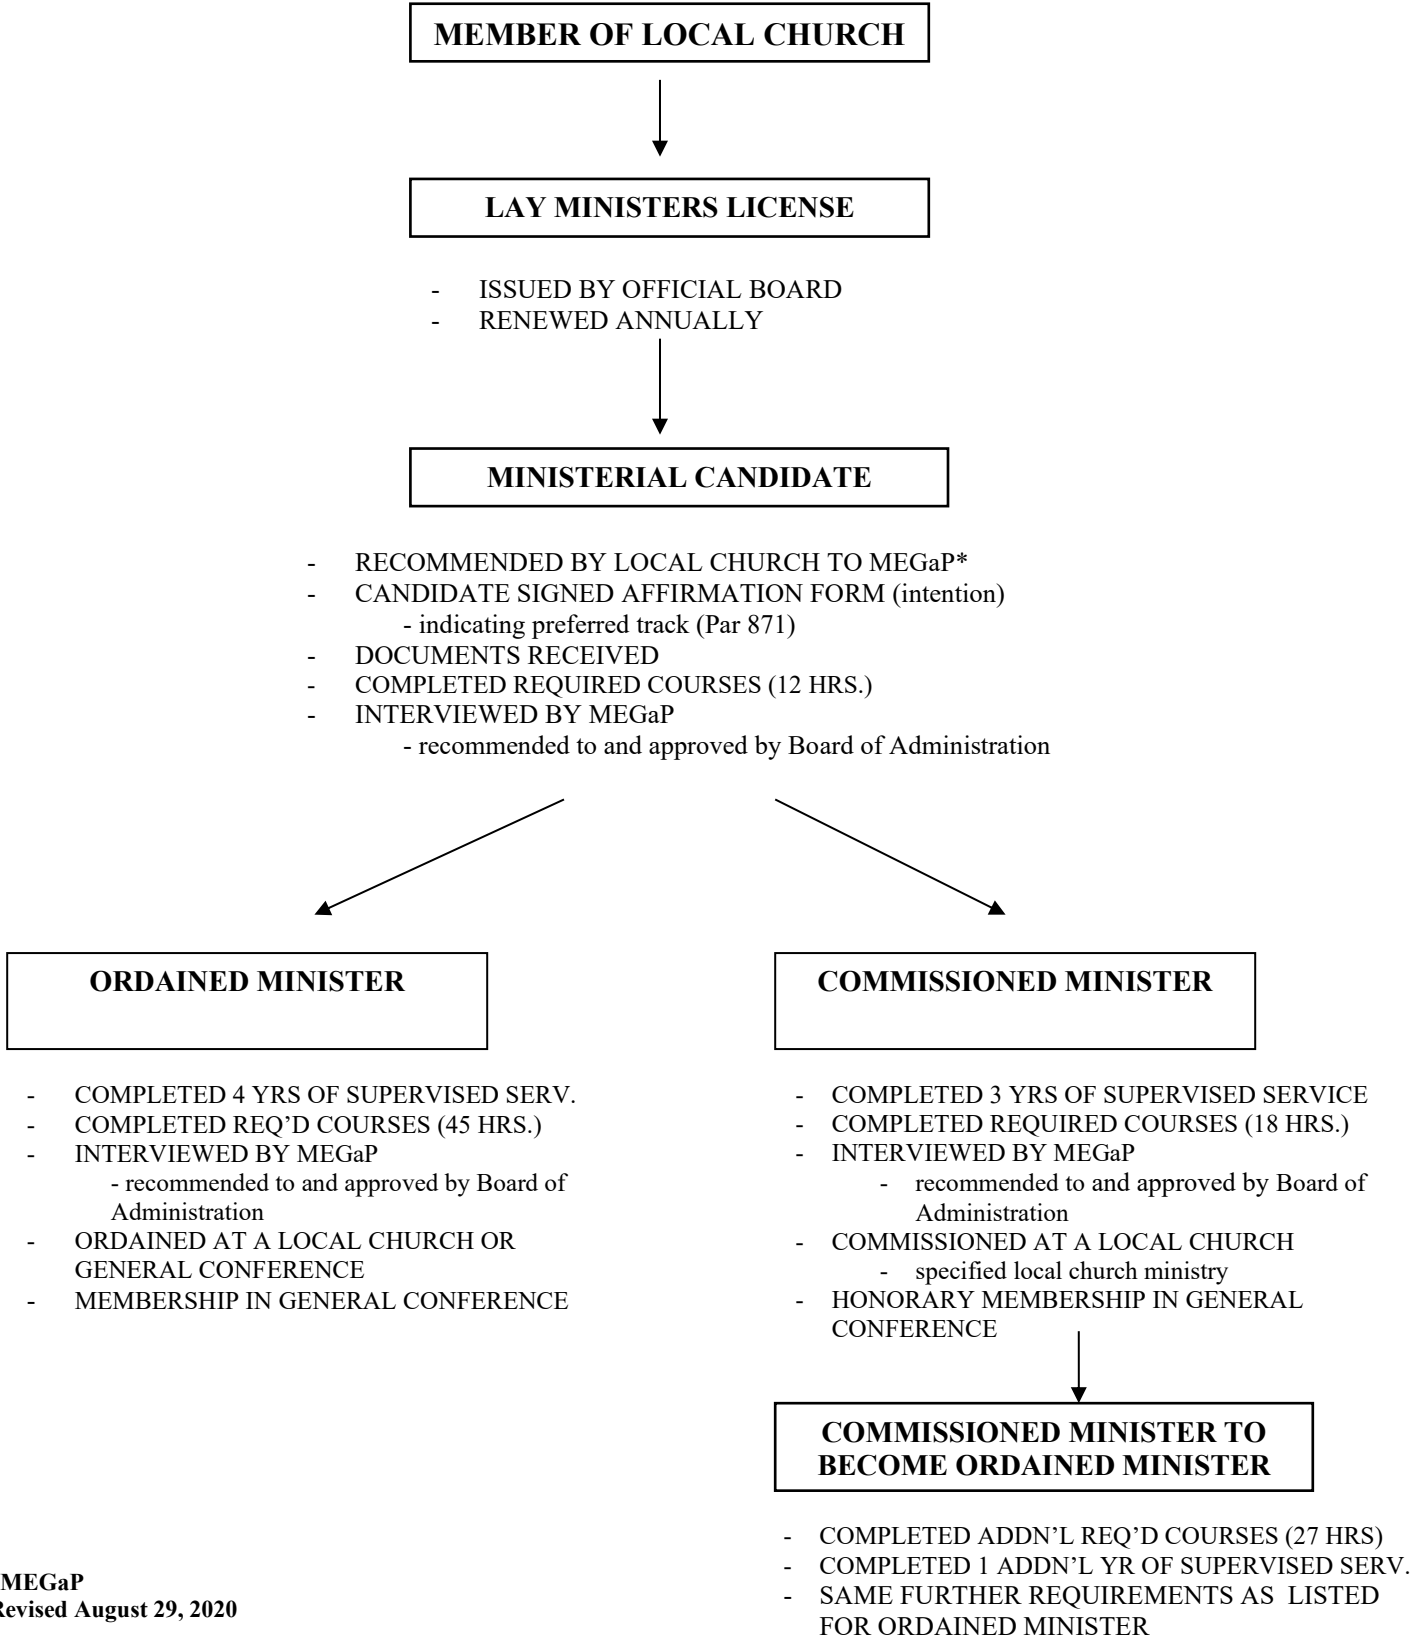 MEMBER OF LOCAL CHURCH
LAY MINISTERS LICENSE
- ISSUED BY OFFICIAL BOARD
- RENEWED ANNUALLY
MINISTERIAL CANDIDATE
- RECOMMENDED BY LOCAL CHURCH TO MEGaP*
- CANDIDATE SIGNED AFFIRMATION FORM (intention)
- indicating preferred track (Par 871)
- DOCUMENTS RECEIVED
- COMPLETED REQUIRED COURSES (12 HRS.)
- INTERVIEWED BY MEGaP
- recommended to and approved by Board of Administration
ORDAINED MINISTER
- COMPLETED 4 YRS OF SUPERVISED SERV.
- COMPLETED REQ'D COURSES (45 HRS.)
- INTERVIEWED BY MEGaP
- recommended to and approved by Board of
Administration
- ORDAINED AT A LOCAL CHURCH OR
GENERAL CONFERENCE
- MEMBERSHIP IN GENERAL CONFERENCE
COMMISSIONED MINISTER
- COMPLETED 3 YRS OF SUPERVISED SERVICE
- COMPLETED REQUIRED COURSES (18 HRS.)
- INTERVIEWED BY MEGaP
- recommended to and approved by Board of
Administration
- COMMISSIONED AT A LOCAL CHURCH
- specified local church ministry
- HONORARY MEMBERSHIP IN GENERAL
CONFERENCE
COMMISSIONED MINISTER TO
BECOME ORDAINED MINISTER
- COMPLETED ADDN'L REQ'D COURSES (27 HRS)
- COMPLETED 1 ADDN'L YR OF SUPERVISED SERV.
- SAME FURTHER REQUIREMENTS AS LISTED
FOR ORDAINED MINISTER
MEGaP
Revised August 29, 2020